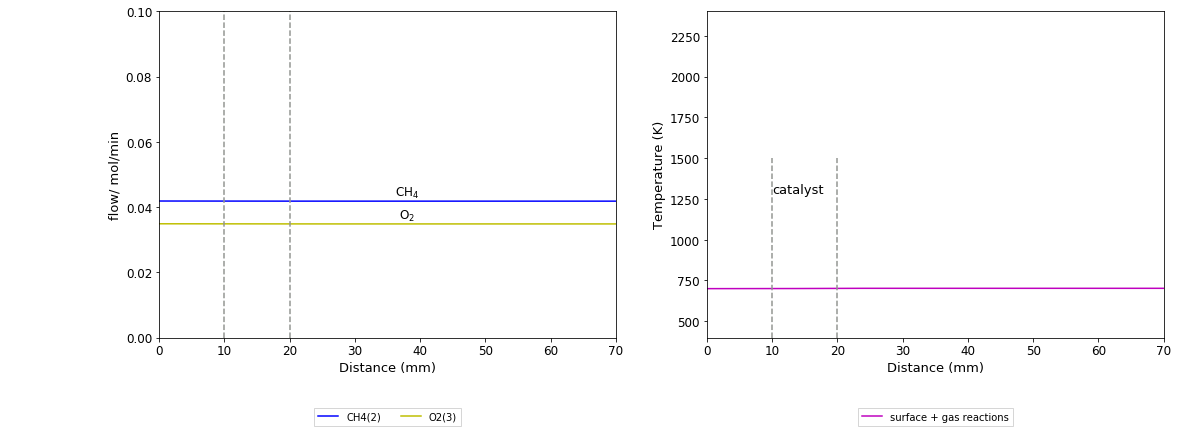 0.10
0.08
0.06
0.04
0.02
0.00
flow/ mol/min
CH₄
O₂
0 10 20 30 40 50 60 70
Distance (mm)
CH4(2) O2(3)
2250
2000
1750
1500
1250
1000
750
500
Temperature (K)
catalyst
0 10 20 30 40 50 60 70
Distance (mm)
surface + gas reactions